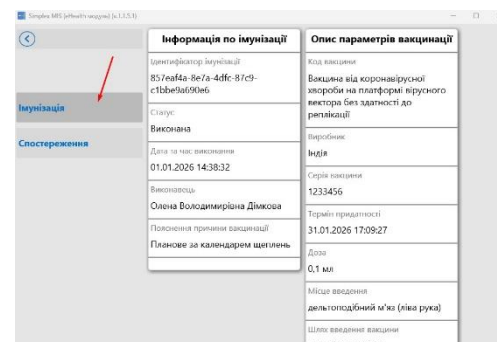 Simplex MIS (eHealth модуль) (v.1.1.5.1)
Імунізація
Спостереження
Інформація по імунізації
Ідентифікатор імунізації
857eaf4a-8e7a-4dfc-87c9-
c1bbe9a690e6
Статус
Виконана
Дата та час виконання
01.01.2026 14:38:32
Виконавець
Олена Володимирівна Дімкова
Пояснення причини вакцинації
Планове за календарем щеплень
Опис параметрів вакцинації
Код вакцини
Вакцина від коронавірусної
хвороби на платформі вірусного
вектора без здатності до
реплікації
Виробник
Індія
Серія вакцини
1233456
Термін придатності
31.01.2026 17:09:27
Доза
0,1 мл
Місце введення
дельтоподібний м'яз (ліва рука)
Шлях введення вакцини